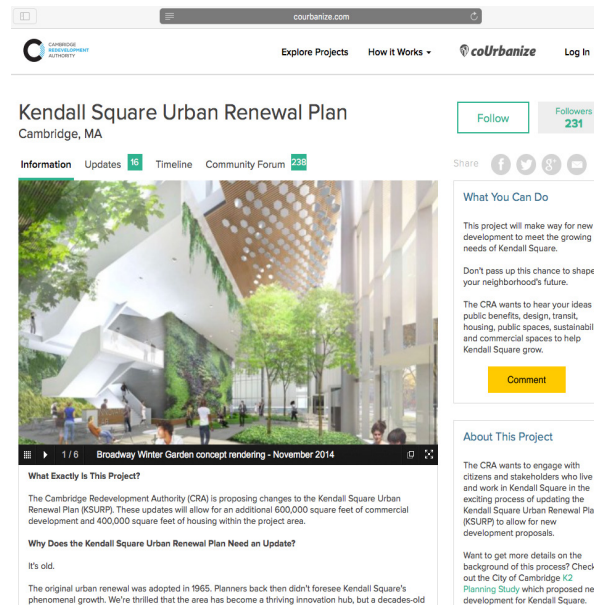 courbanize.com
CAMBRIDGE
REDEVELOPMENT
AUTHORITY
Explore Projects How it Works coUrbanize Log In
Kendall Square Urban Renewal Plan
Cambridge, MA
Follow
Followers
231
Information Updates 16 Timeline Community Forum 238
Share
1 / 6 Broadway Winter Garden concept rendering - November 2014
What Exactly Is This Project?
The Cambridge Redevelopment Authority (CRA) is proposing changes to the Kendall Square Urban
Renewal Plan (KSURP). These updates will allow for an additional 600,000 square feet of commercial
development and 400,000 square feet of housing within the project area.
Why Does the Kendall Square Urban Renewal Plan Need an Update?
It's old.
The original urban renewal was adopted in 1965. Planners back then didn't foresee Kendall Square's
phenomenal growth. We're thrilled that the area has become a thriving innovation hub, but a decades-old
What You Can Do
This project will make way for new
development to meet the growing
needs of Kendall Square.
Don't pass up this chance to shape
your neighborhood's future.
The CRA wants to hear your ideas
public benefits, design, transit,
housing, public spaces, sustainabil
and commercial spaces to help
Kendall Square grow.
Comment
About This Project
The CRA wants to engage with
citizens and stakeholders who live
and work in Kendall Square in the
exciting process of updating the
Kendall Square Urban Renewal Pla
(KSURP) to allow for new
development proposals.
Want to get more details on the
background of this process? Check
out the City of Cambridge K2
Planning Study which proposed ne
development for Kendall Square.